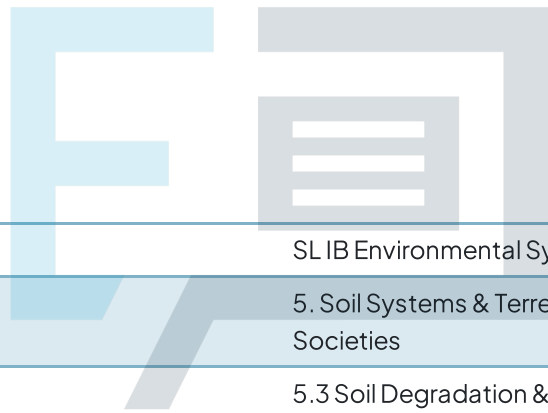 SL IB Environmental Sy
5. Soil Systems & Terre
Societies
5.3 Soil Degradation &